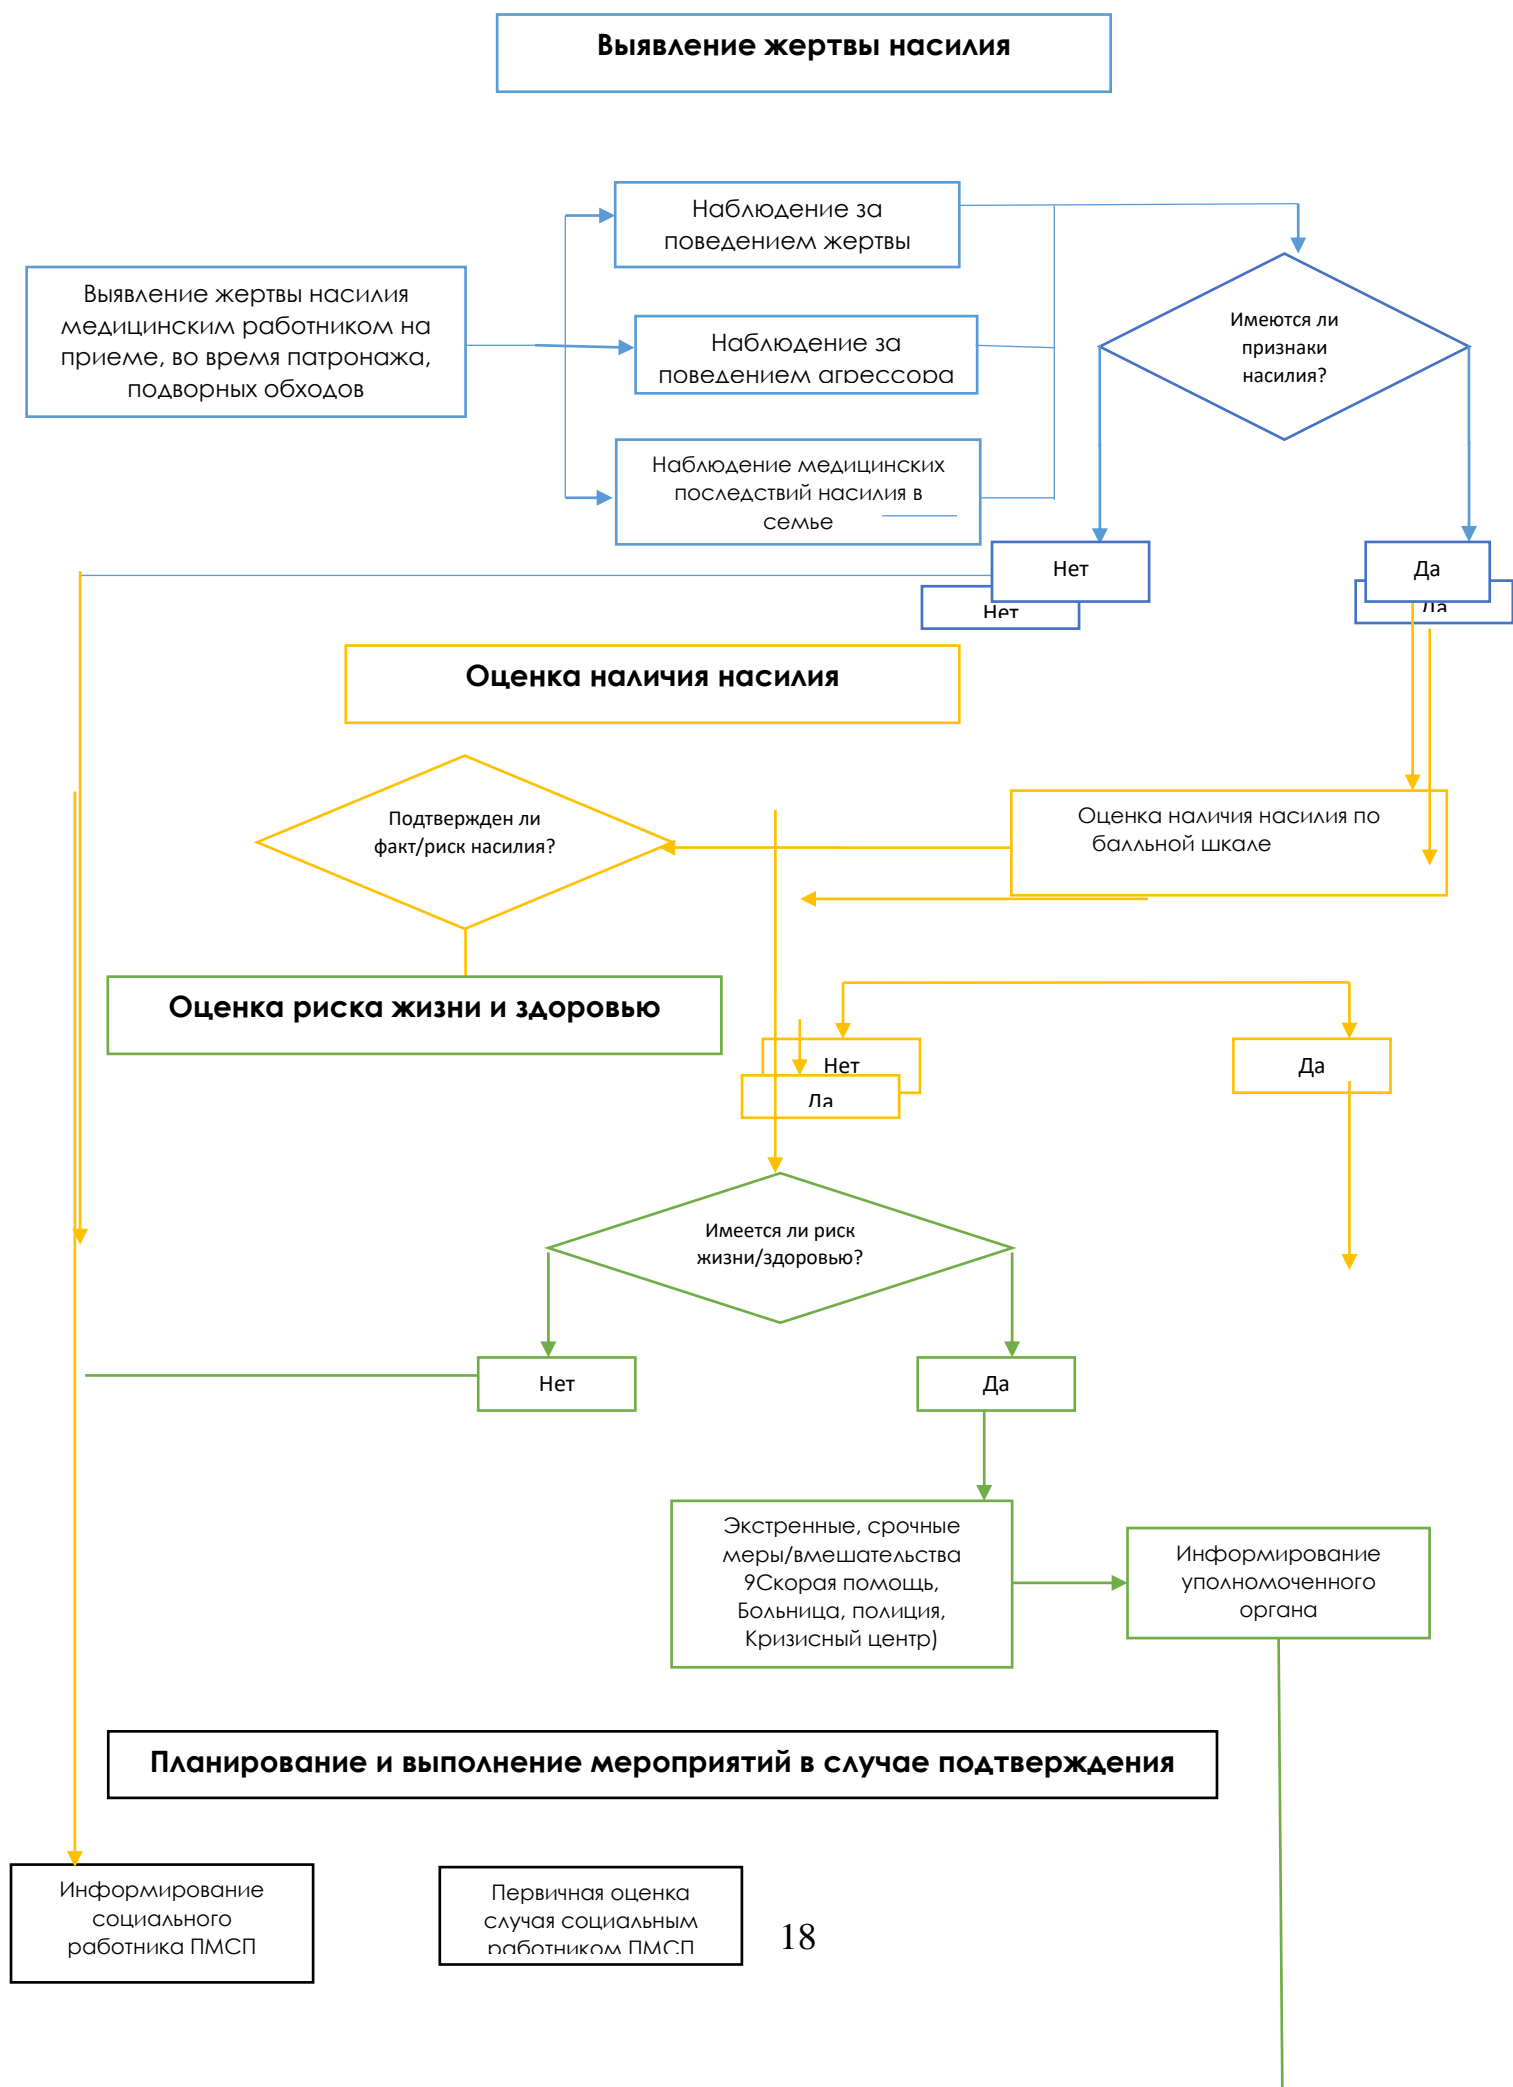 Выявление жертвы насилия
Наблюдение за
поведением жертвы
Выявление жертвы насилия
медицинским работником на
приеме, во время патронажа,
подворных обходов
Наблюдение за
поведением агрессора
Имеются ли
признаки
насилия?
Наблюдение медицинских
последствий насилия в
семье
Нет
Да
Нет
Да
Оценка наличия насилия
Подтвержден ли
факт/риск насилия?
Оценка наличия насилия по
балльной шкале
Оценка риска жизни и здоровью
Нет
Да
Да
Имеется ли риск
жизни/здоровью?
Нет
Да
Экстренные, срочные
меры/вмешательства
9Скорая помощь,
Больница, полиция,
Кризисный центр)
Информирование
уполномоченного
органа
Планирование и выполнение мероприятий в случае подтверждения
Информирование
социального
работника ПМСП
Первичная оценка
случая социальным
работником ПМСП
18